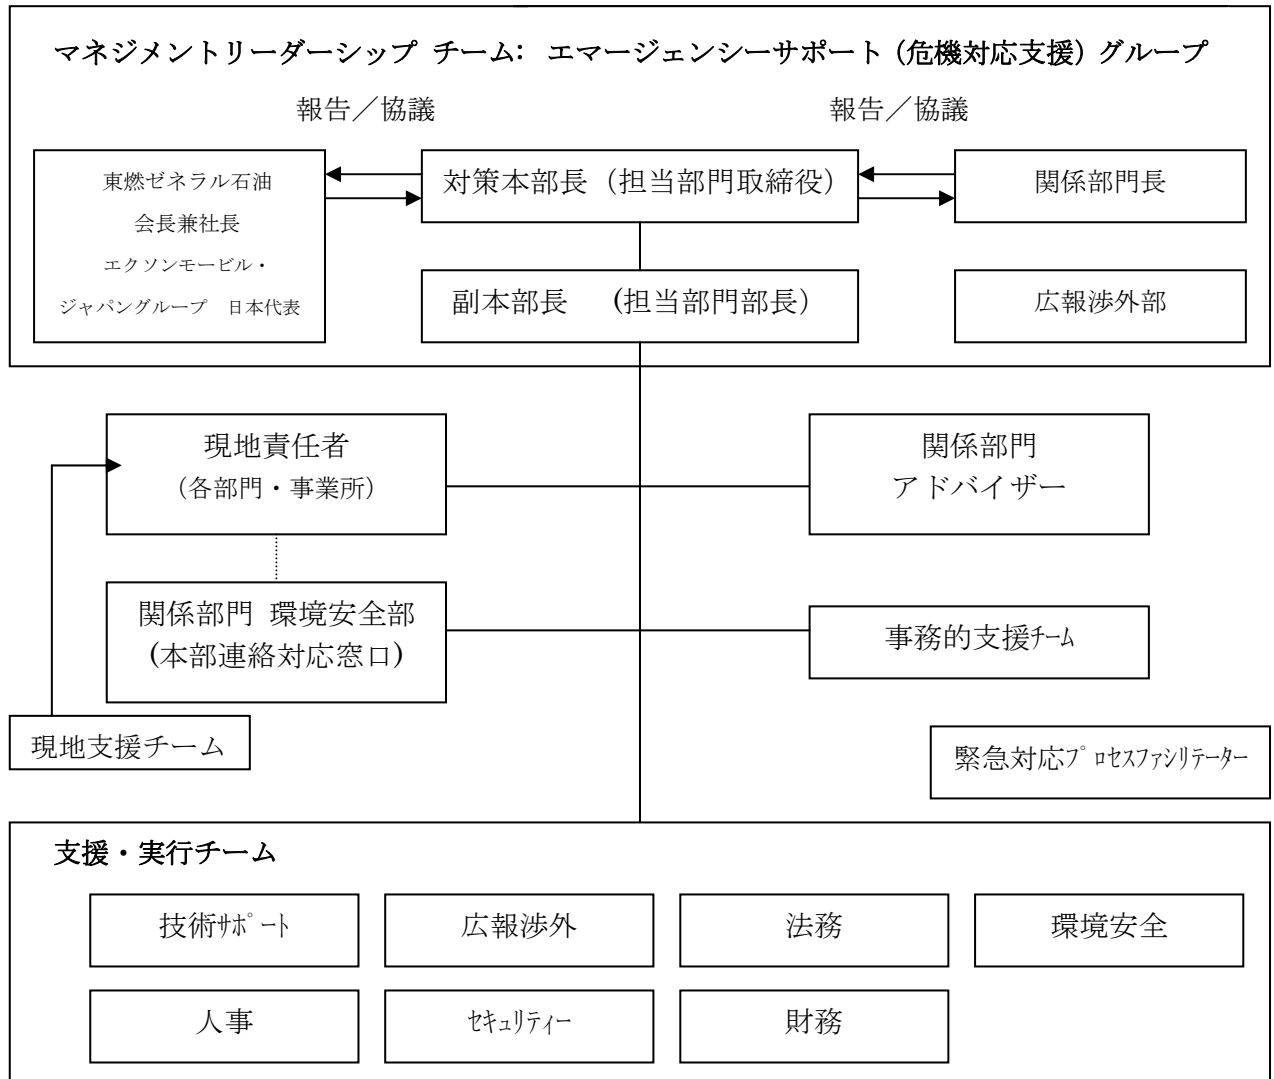 マネジメントリーダーシップ チーム: エマージェンシーサポート (危機対応支援) グループ
報告／協議
報告／協議
東燃ゼネラル石油
会長兼社長
エクソンモービル・
ジャパングループ 日本代表
対策本部長 (担当部門取締役)
関係部門長
副本部長 (担当部門部長)
広報渉外部
現地責任者
(各部門・事業所)
関係部門
アドバイザー
関係部門 環境安全部
(本部連絡対応窓口)
事務的支援ﾁｰﾑ
現地支援チーム
緊急対応ﾌﾟﾛｾｽﾌｧｼﾘﾃｰﾀｰ
支援・実行チーム
技術ｻﾎﾟｰﾄ
広報渉外
法務
環境安全
人事
ｾｷｭﾘﾃｨｰ
財務